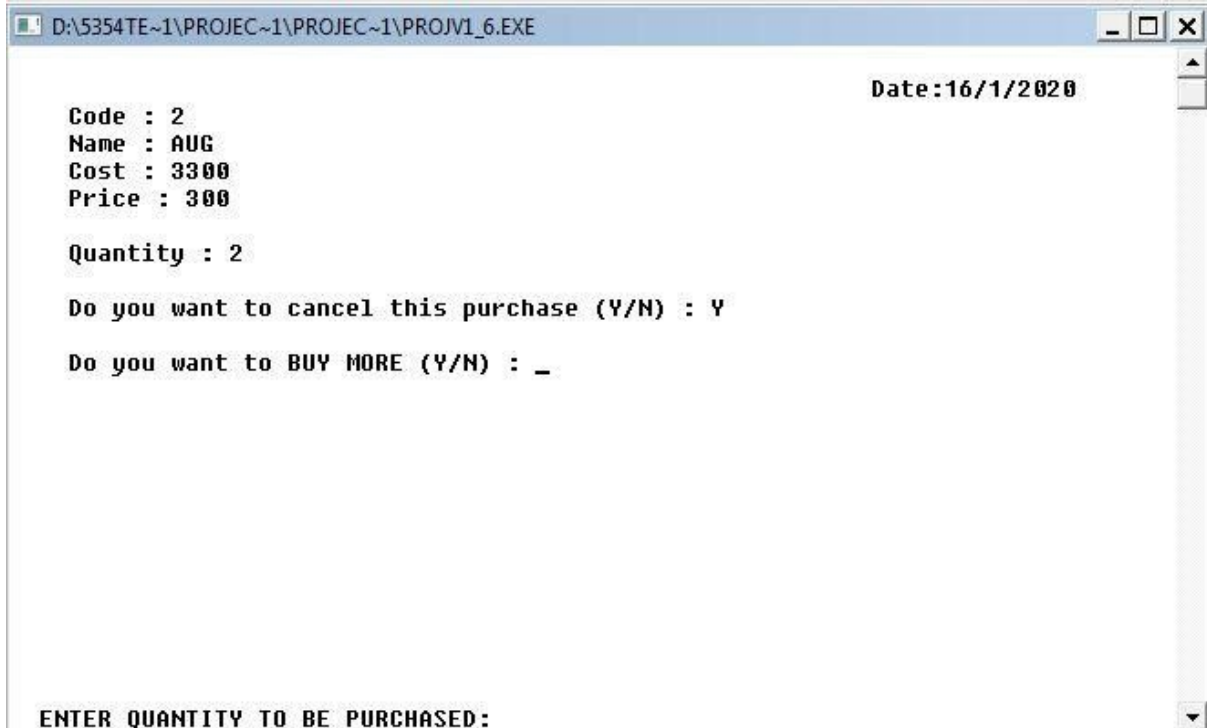 D:\5354TE~1\PROJEC~1\PROJEC~1\PROJV1_6.EXE
Date:16/1/2020
Code : 2
Name : AUG
Cost : 3300
Price : 300
Quantity : 2
Do you want to cancel this purchase (Y/N) : Y
Do you want to BUY MORE (Y/N) : _
ENTER QUANTITY TO BE PURCHASED: